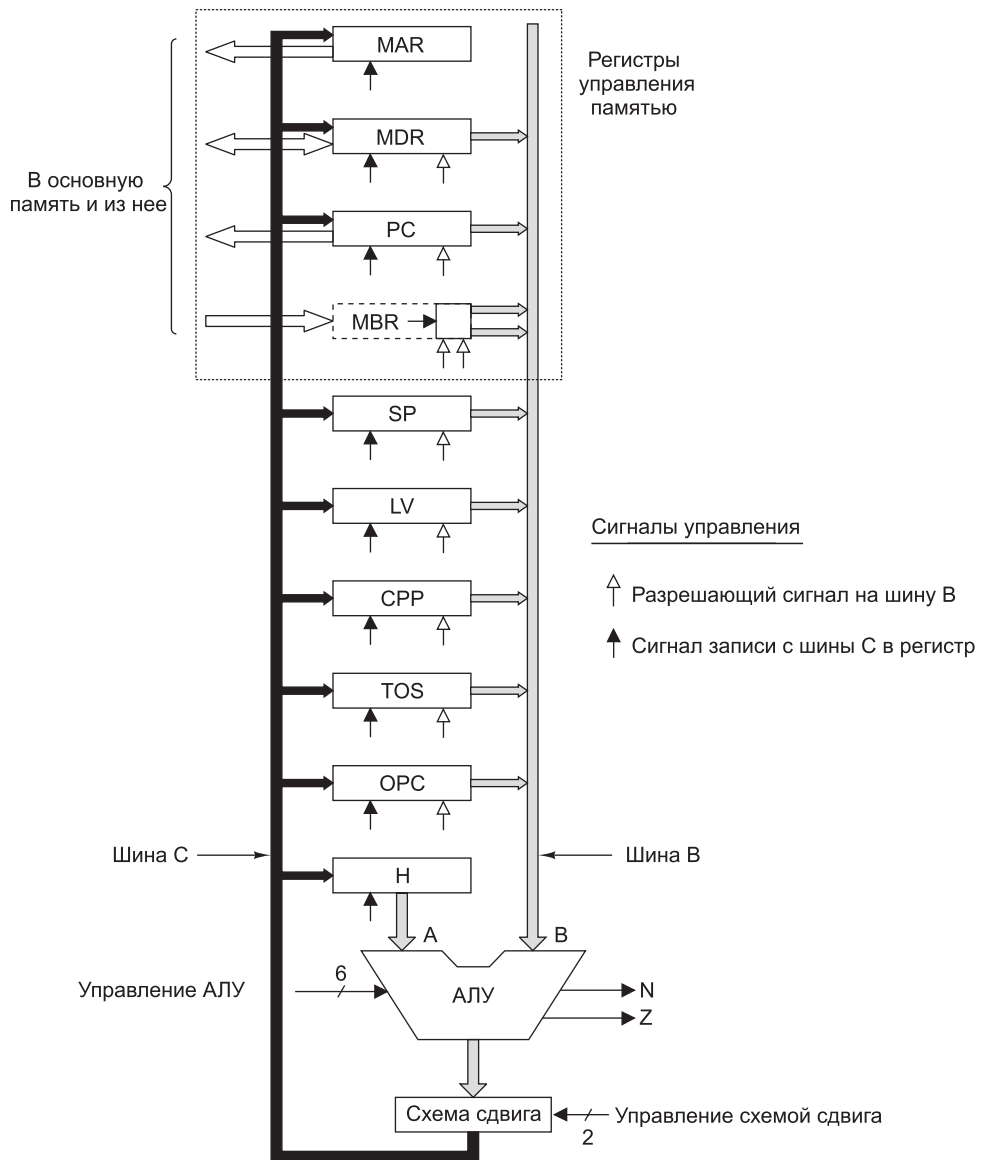 MAR
Регистры
управления
памятью
MDR
В основную
память и из нее
PC
MBR
SP
LV
Сигналы управления
CPP
Разрешающий сигнал на шину B
Сигнал записи с шины C в регистр
TOS
OPC
Шина C
Шина B
H
A
B
6
Управление АЛУ
АЛУ
N
Z
Схема сдвига
Управление схемой сдвига
2